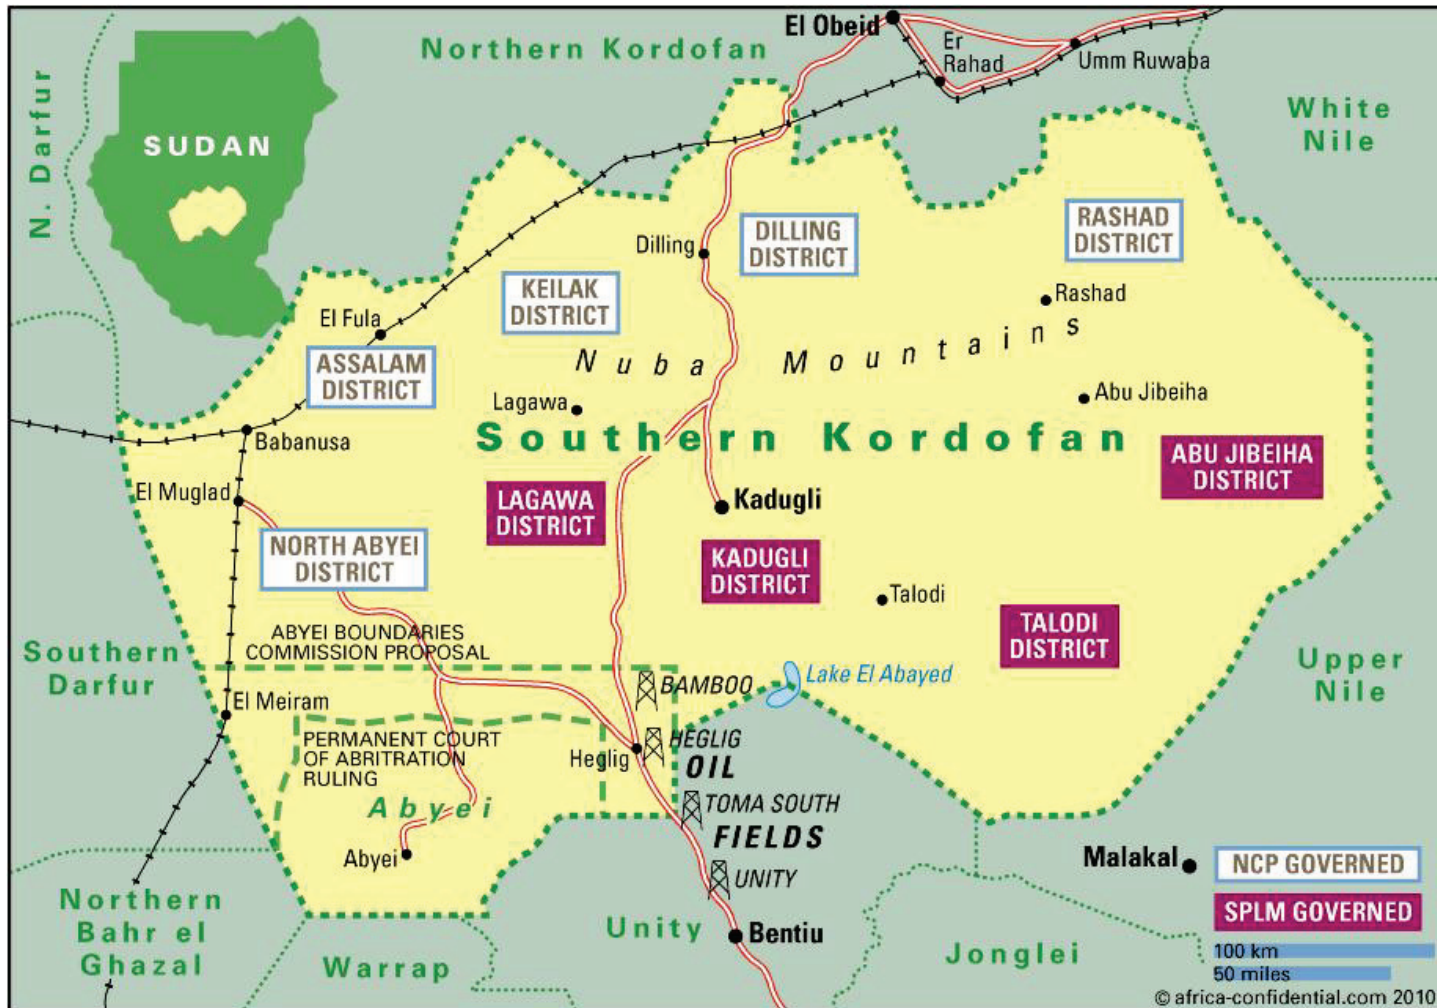 El Obeid
Northern Kordofan
Er
Rahad
Umm Ruwaba
White
Nile
N. Darfur
SUDAN
RASHAD
DISTRICT
DILLING
DISTRICT
Dilling
KEILAK
DISTRICT
Rashad
El Fula
Nuba Mountains
ASSALAM
DISTRICT
Lagawa
Abu Jibeiha
Southern Kordofan
Babanusa
ABU JIBEIHA
DISTRICT
El Muglad
LAGAWA
DISTRICT
Kadugli
NORTH ABYEI
DISTRICT
KADUGLI
DISTRICT
Talodi
TALODI
DISTRICT
ABYEI BOUNDARIES
COMMISSION PROPOSAL
Southern
Darfur
Upper
Nile
Lake El Abayed
BAMBOO
El Meiram
PERMANENT COURT
OF ABRITRATION
RULING
HEGLIG
Heglig
OIL
Abyei
TOMA SOUTH
FIELDS
Abyei
UNITY
Malakal
NCP GOVERNED
SPLM GOVERNED
Northern
Bahr el
Ghazal
Unity
Bentiu
Warrap
Jonglei
100 km
50 miles
© africa-confidential.com 2010